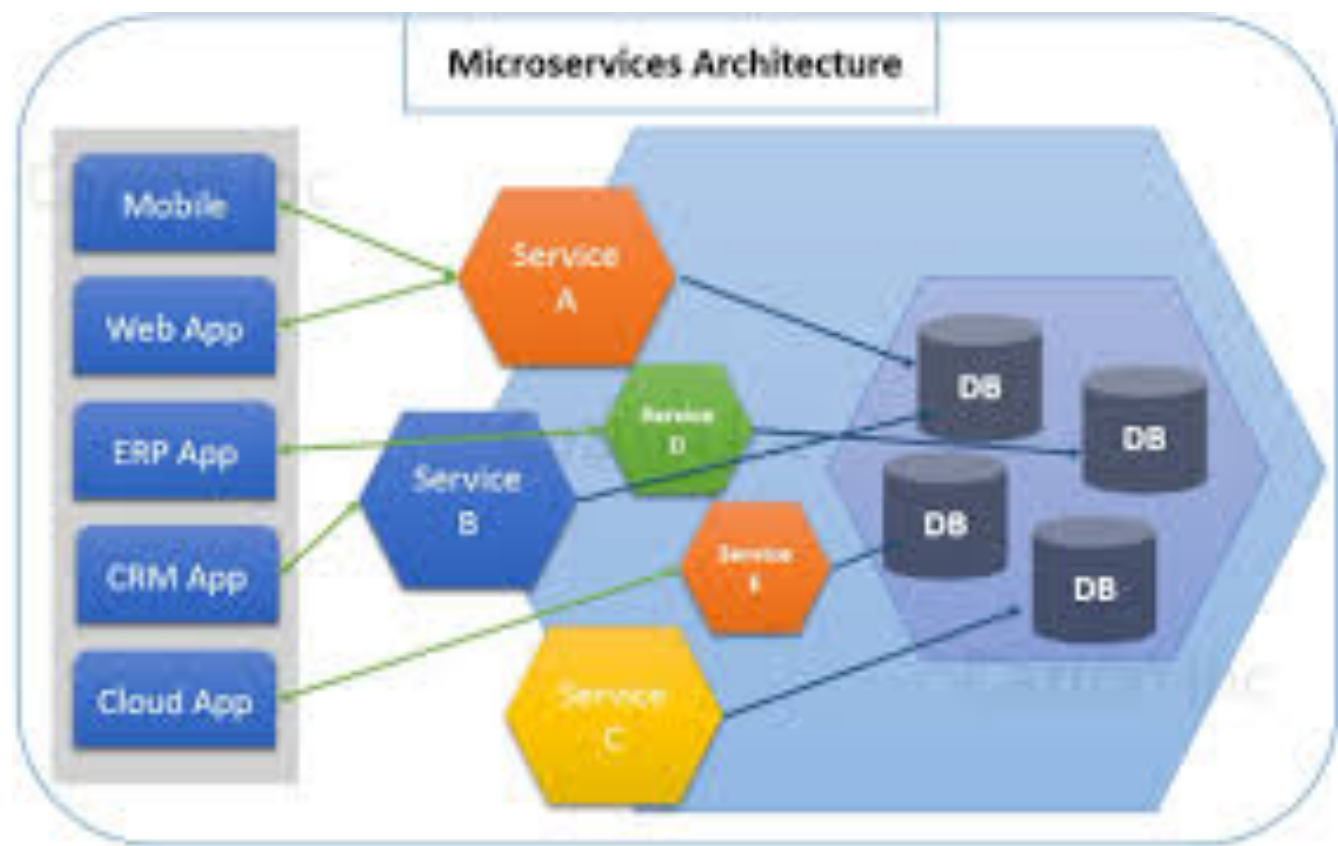 Microservices Architecture
Mobile
Web App
ERP App
CRM App
Cloud App
Service
A
Service
B
Service
D
Service
E
Service
C
DB
DB
DB
DB